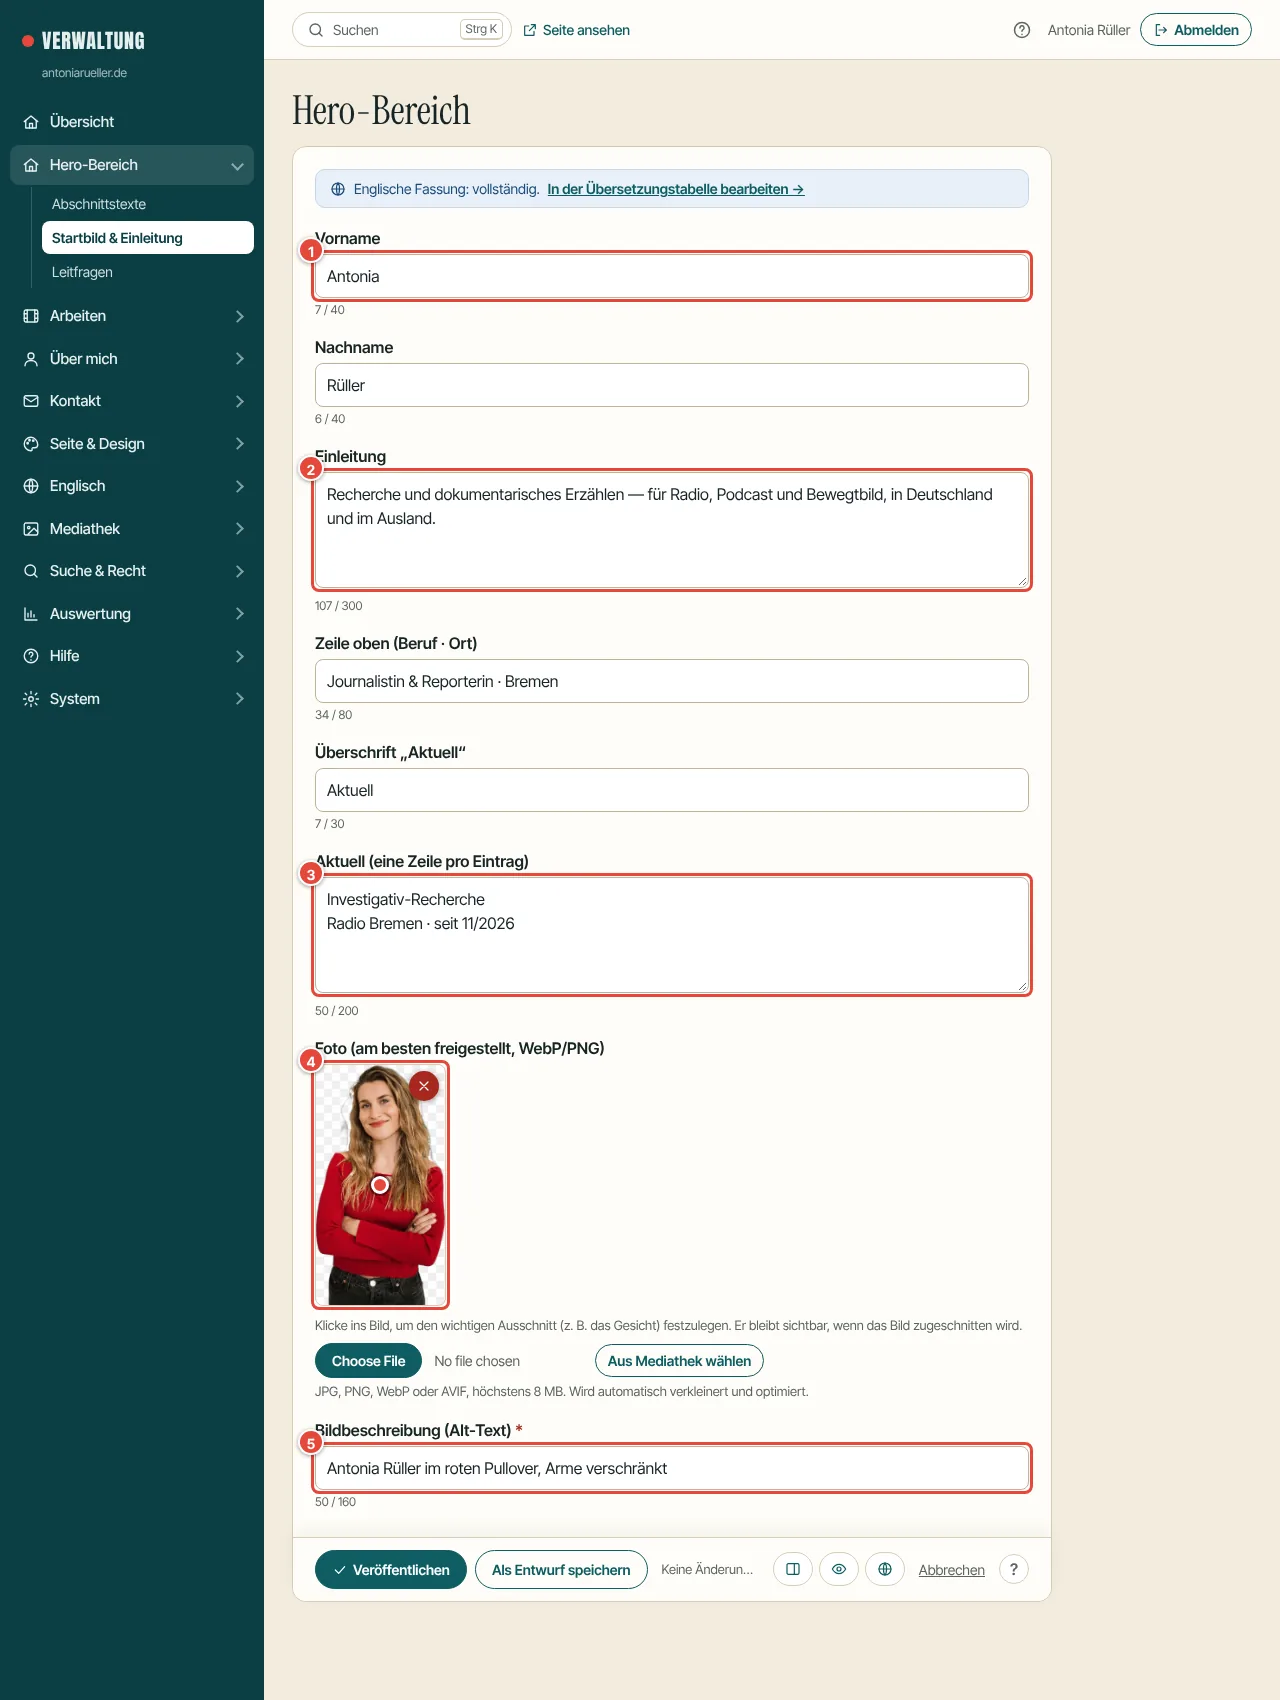 VERWALTUNG
antoniarueller.de
Übersicht
Hero-Bereich
Abschnittstexte
Startbild & Einleitung
Leitfragen
Arbeiten
Über mich
Kontakt
Seite & Design
Englisch
Mediathek
Suche & Recht
Auswertung
Hilfe
System
Suchen
Strg K
Seite ansehen
Antonia Rüller
Abmelden
Hero-Bereich
Englische Fassung: vollständig. In der Übersetzungstabelle bearbeiten →
Vorname
1
Antonia
7 / 40
Nachname
Rüller
6 / 40
Einleitung
2
Recherche und dokumentarisches Erzählen — für Radio, Podcast und Bewegtbild, in Deutschland
und im Ausland.
107 / 300
Zeile oben (Beruf · Ort)
Journalistin & Reporterin · Bremen
34 / 80
Überschrift „Aktuell“
Aktuell
7 / 30
Aktuell (eine Zeile pro Eintrag)
3
Investigativ-Recherche
Radio Bremen · seit 11/2026
50 / 200
Foto (am besten freigestellt, WebP/PNG)
4
Klicke ins Bild, um den wichtigen Ausschnitt (z. B. das Gesicht) festzulegen. Er bleibt sichtbar, wenn das Bild zugeschnitten wird.
Choose File No file chosen
Aus Mediathek wählen
JPG, PNG, WebP oder AVIF, höchstens 8 MB. Wird automatisch verkleinert und optimiert.
Bildbeschreibung (Alt-Text) *
5
Antonia Rüller im roten Pullover, Arme verschränkt
50 / 160
Veröffentlichen
Als Entwurf speichern
Keine Änderun...
Abbrechen
?